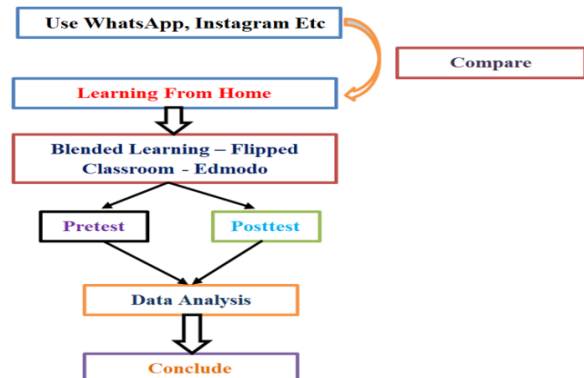 Use WhatsApp, Instagram Etc
Compare
Learning From Home
Blended Learning – Flipped
Classroom - Edmodo
Pretest
Posttest
Data Analysis
Conclude